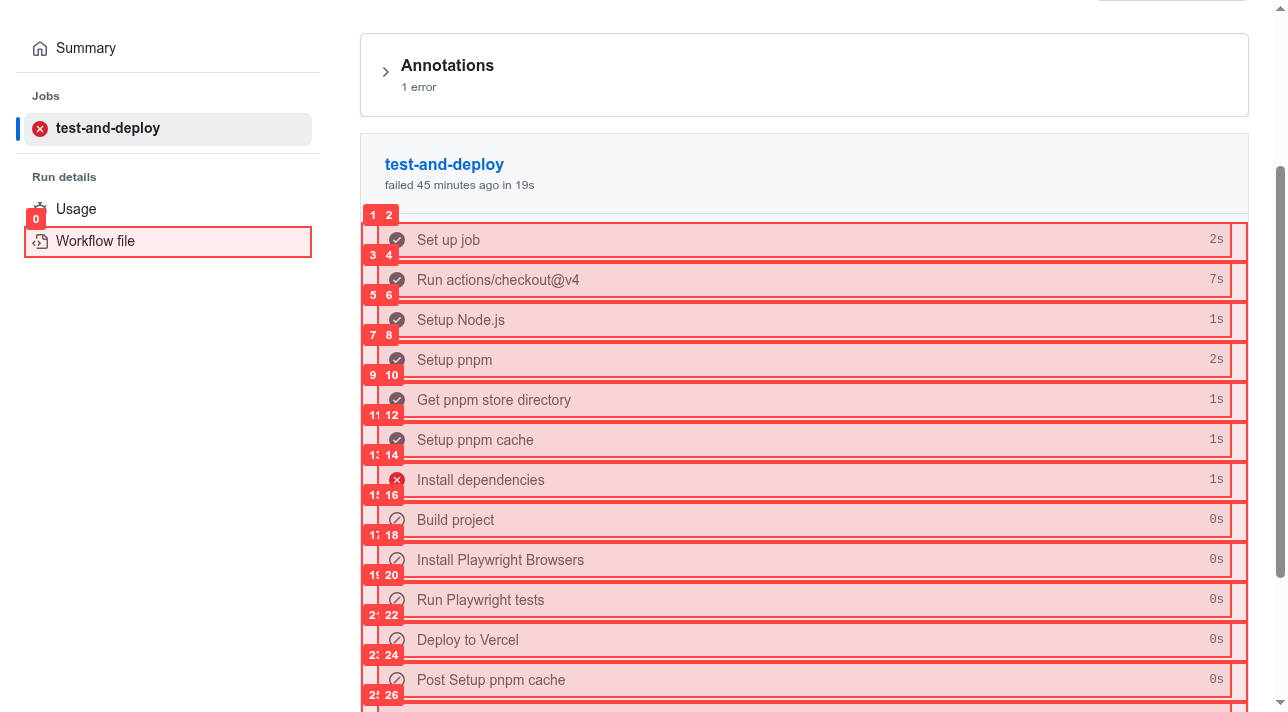 Summary
Jobs
test-and-deploy
Run details
Usage
0
Workflow file
Annotations
1 error
test-and-deploy
failed 45 minutes ago in 19s
1 2
Set up job 2s
3 4
Run actions/checkout@v4 7s
5 6
Setup Node.js 1s
7 8
Setup pnpm 2s
9 10
Get pnpm store directory 1s
11 12
Setup pnpm cache 1s
13 14
Install dependencies 1s
15 16
Build project 0s
17 18
Install Playwright Browsers 0s
19 20
Run Playwright tests 0s
21 22
Deploy to Vercel 0s
23 24
Post Setup pnpm cache 0s
25 26